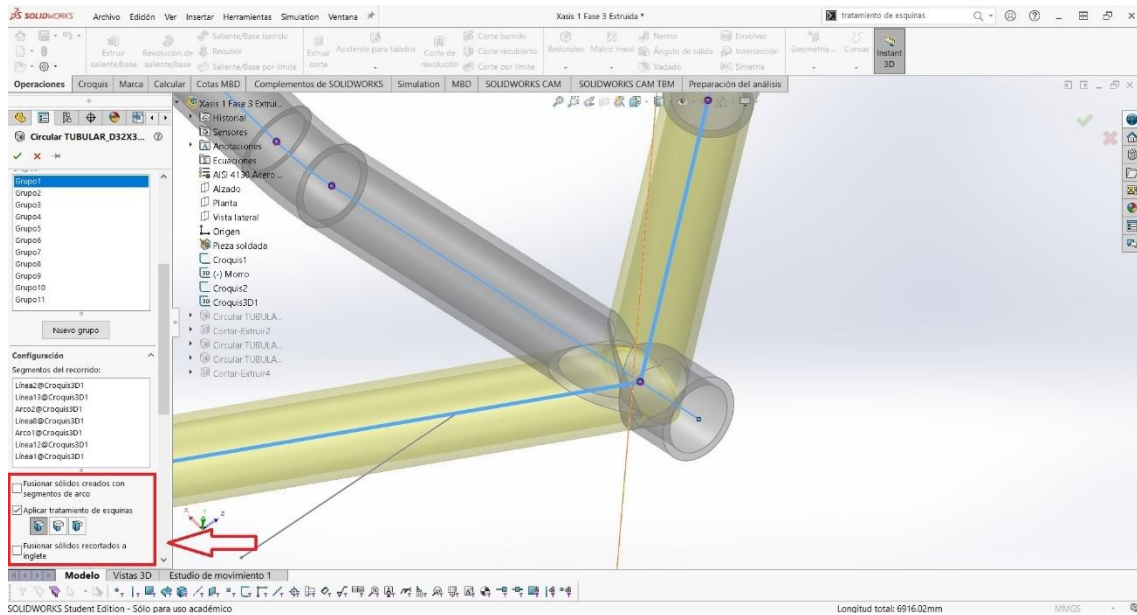 SOLIDWORKS Archivo Edidón Ver Insertar Herramientas Simulation Ventana Xasis 1 Fase 3 Extruida * tratamiento de esquinas
Extruir saliente/base
Revolución de saliente/base
Saliente/Base barrido
Recubrir
Saliente/Base por límite
Extruir corte
Asistente para taladro
Corte de revolución
Corte barrido
Corte recubierto
Corte por límite
Redondeo
Matriz lineal
Nervio
Ángulo de salida
Vaciado
Envolver
Intersección
Simetría
Geometría ...
Curvas
Instant 3D
Operaciones Croquis Marca Calcular Cotas MBD Complementos de SOLIDWORKS Simulation MBD SOLIDWORKS CAM SOLIDWORKS CAM TBM Preparación del análisis
Circular TUBULAR_D32X3...
Grupo1
Grupo2
Grupo3
Grupo4
Grupo5
Grupo6
Grupo7
Grupo8
Grupo9
Grupo10
Grupo11
Nuevo grupo
Configuración
Segmentos del recorrido:
Línea2@Croquis3D1
Línea13@Croquis3D1
Arco2@Croquis3D1
Línea8@Croquis3D1
Arco1@Croquis3D1
Línea12@Croquis3D1
Línea1@Croquis3D1
Fusionar sólidos creados con
segmentos de arco
Aplicar tratamiento de esquinas
Fusionar sólidos recortados a
inglete
Xasis 1 Fase 3 Extrui...
Historial
Sensores
Anotaciones
Ecuaciones
AISI 4130 Acero ...
Alzado
Planta
Vista lateral
Origen
Pieza soldada
Croquis1
(-) Morro
Croquis2
Croquis3D1
Circular TUBULA...
Cortar-Extruir2
Circular TUBULA...
Circular TUBULA...
Cortar-Extruir4
X Y Z
Modelo Vistas 3D Estudio de movimiento 1
SOLIDWORKS Student Edition - Sólo para uso académico Longitud total: 6916.02mm MMGS